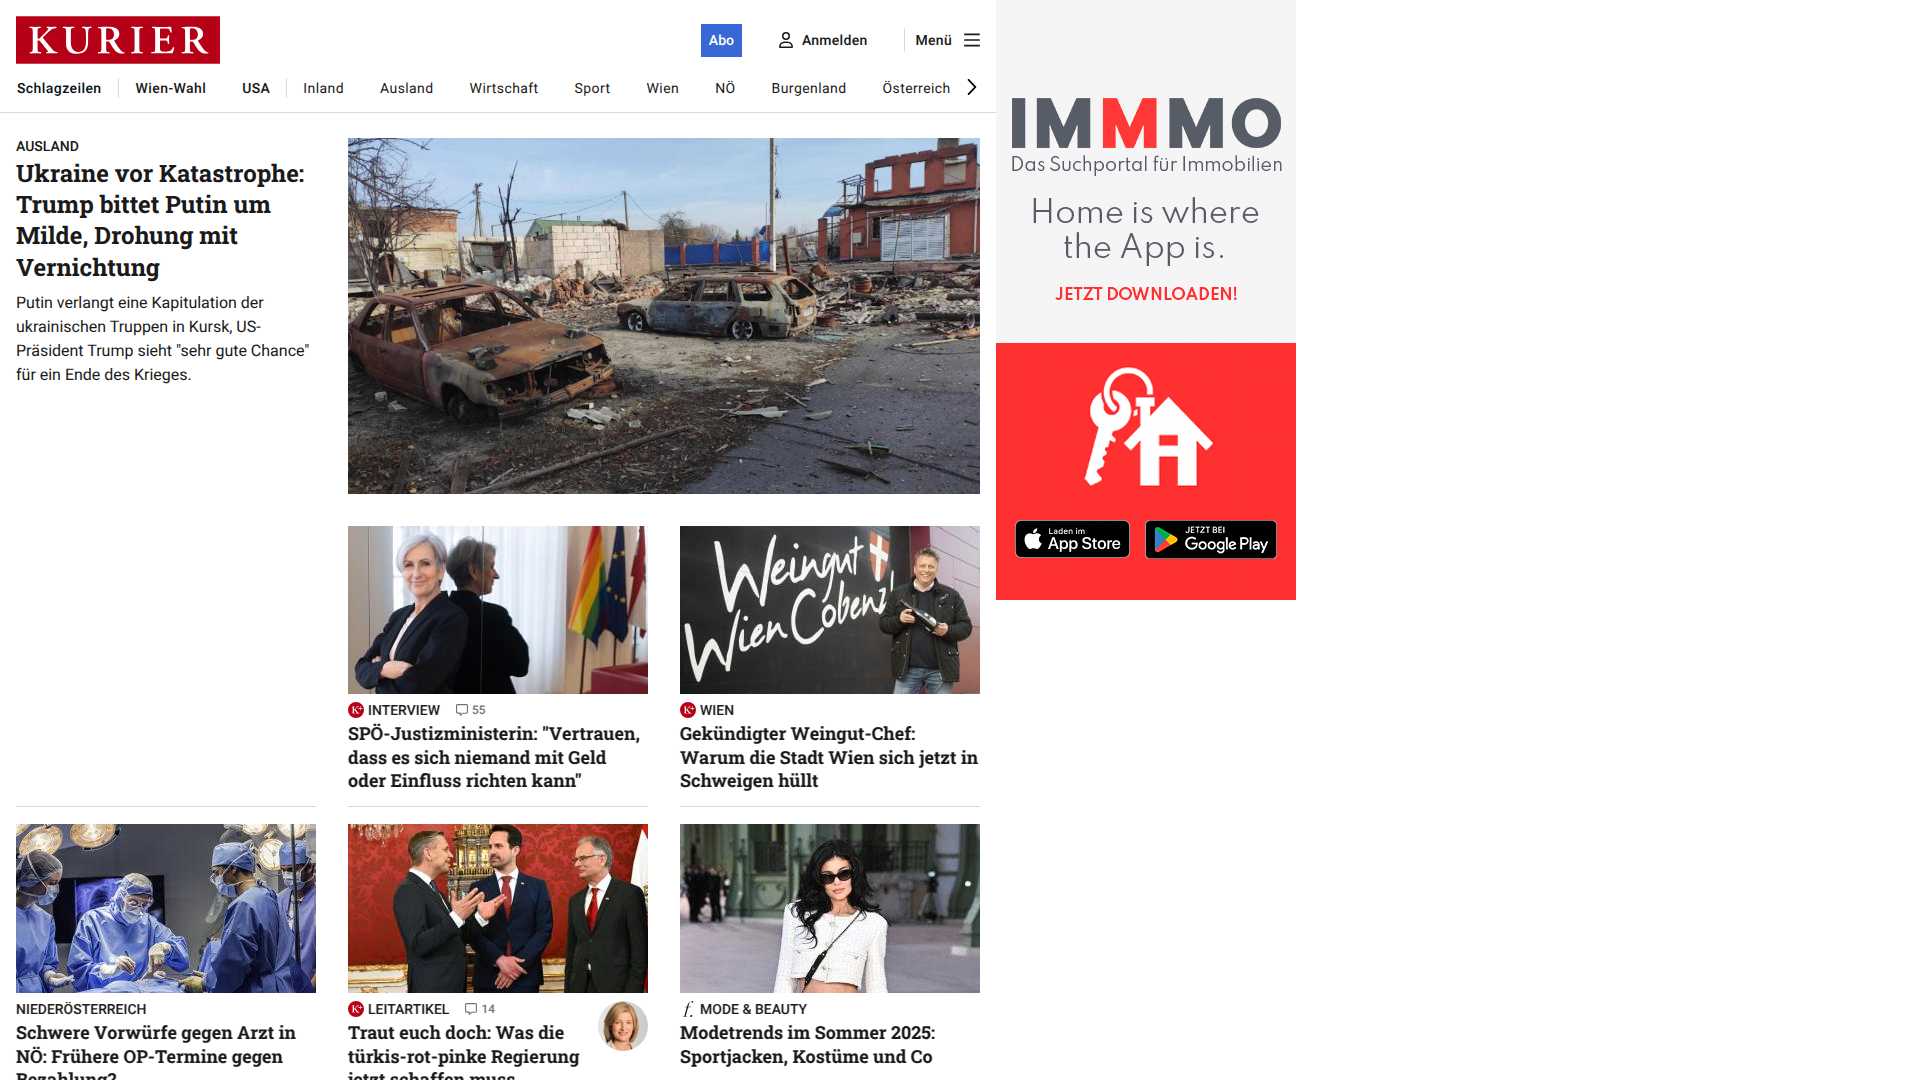 KURIER
Abo
Anmelden
Menü
Schlagzeilen
Wien-Wahl
USA
Inland
Ausland
Wirtschaft
Sport
Wien
NÖ
Burgenland
Österreich
AUSLAND
Ukraine vor Katastrophe:
Trump bittet Putin um
Milde, Drohung mit
Vernichtung
Putin verlangt eine Kapitulation der
ukrainischen Truppen in Kursk, US-
Präsident Trump sieht "sehr gute Chance"
für ein Ende des Krieges.
Weingut
Wien Cobenzl
K+ INTERVIEW 55
SPÖ-Justizministerin: "Vertrauen,
dass es sich niemand mit Geld
oder Einfluss richten kann"
K+ WIEN
Gekündigter Weingut-Chef:
Warum die Stadt Wien sich jetzt in
Schweigen hüllt
NIEDERÖSTERREICH
Schwere Vorwürfe gegen Arzt in
NÖ: Frühere OP-Termine gegen
Bezahlung?
K+ LEITARTIKEL 14
Traut euch doch: Was die
türkis-rot-pinke Regierung
jetzt schaffen muss
f. MODE & BEAUTY
Modetrends im Sommer 2025:
Sportjacken, Kostüme und Co
IMMMO
Das Suchportal für Immobilien
Home is where
the App is.
JETZT DOWNLOADEN!
Laden im
App Store
JETZT BEI
Google Play